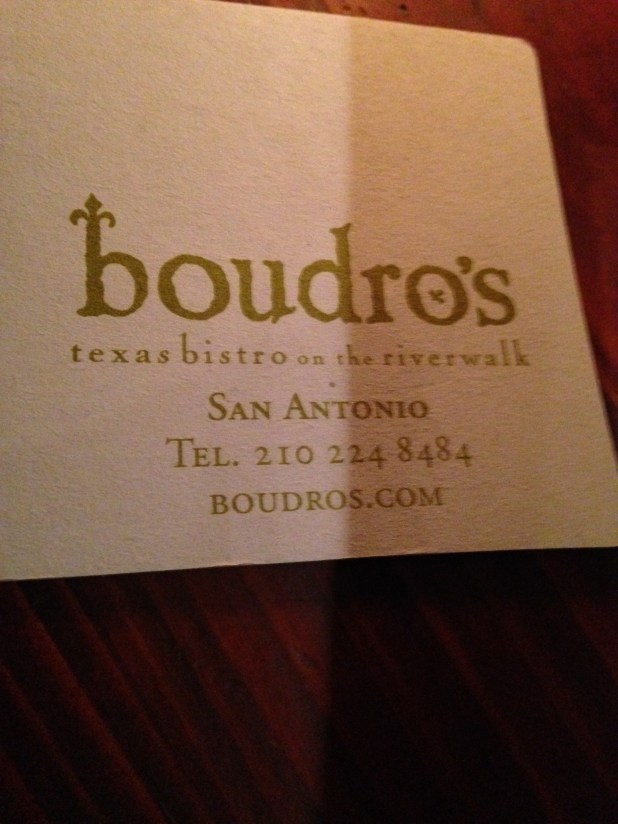 boudro's
texas bistro on the riverwalk
SAN ANTONIO
TEL. 210 224 8484
BOUDROS.COM